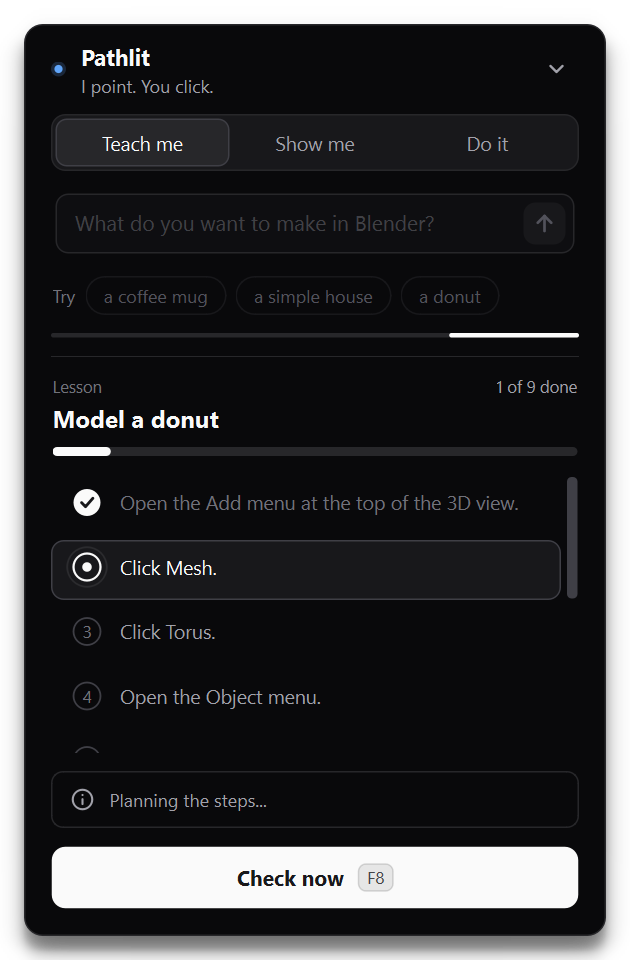 Pathlit
I point. You click.
Teach me Show me Do it
What do you want to make in Blender?
Try a coffee mug a simple house a donut
Lesson 1 of 9 done
Model a donut
Open the Add menu at the top of the 3D view.
Click Mesh.
3 Click Torus.
4 Open the Object menu.
Planning the steps...
Check now F8